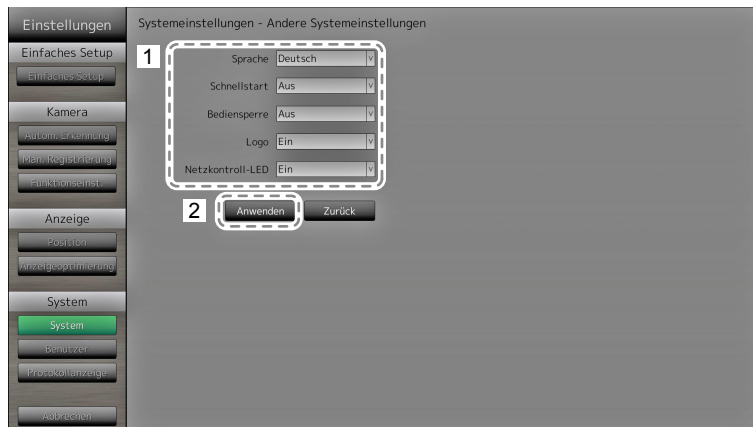 Einstellungen
Systemeinstellungen - Andere Systemeinstellungen
Einfaches Setup
Einfaches Setup
Kamera
Autom. Erkennung
Man. Registrierung
Funktionseinst.
Anzeige
Position
Anzeigeoptimierung
System
System
Benutzer
Protokollanzeige
Abbrechen
1
Sprache Deutsch
Schnellstart Aus
Bediensperre Aus
Logo Ein
Netzkontroll-LED Ein
2
Anwenden Zurück